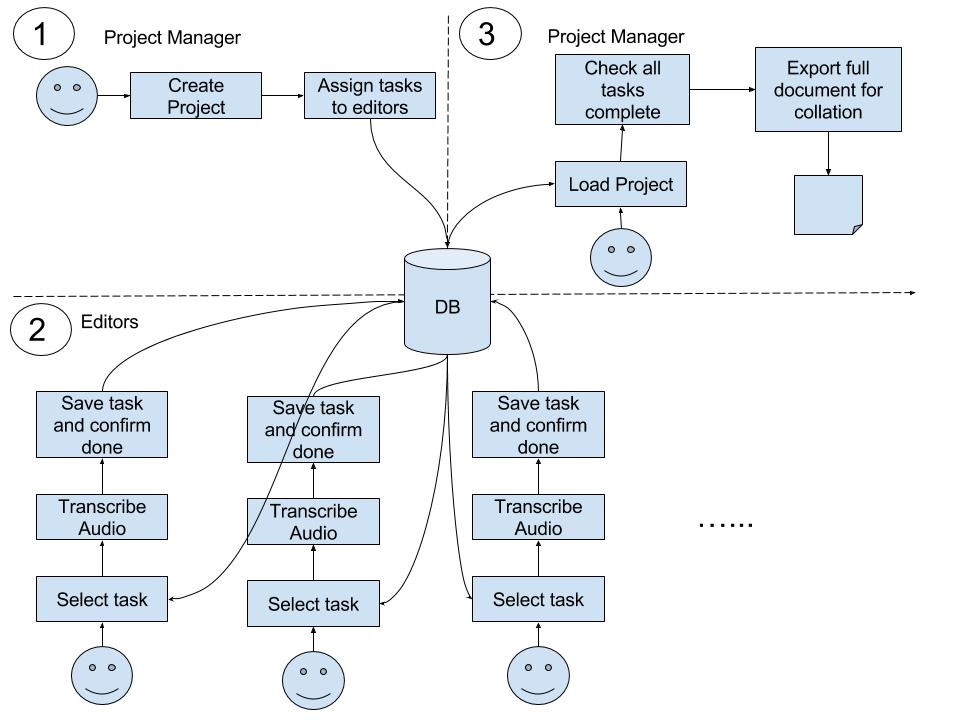 1
Project Manager
Create
Project
Assign tasks
to editors
3
Project Manager
Check all
tasks
complete
Export full
document for
collation
Load Project
DB
2
Editors
Save task
and confirm
done
Transcribe
Audio
Select task
Save task
and confirm
done
Transcribe
Audio
Select task
Save task
and confirm
done
Transcribe
Audio
Select task
......